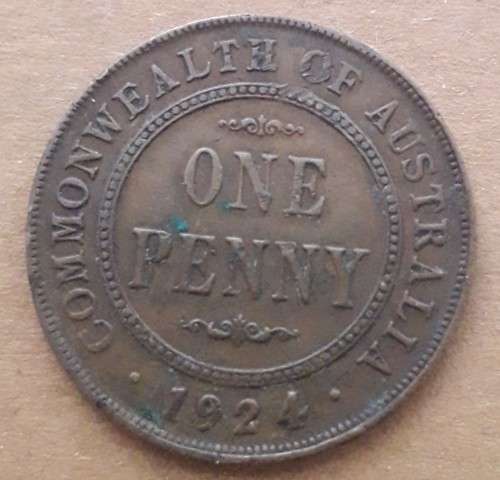 COMMONWEALTH OF AUSTRALIA
ONE
PENNY
· 1924 ·